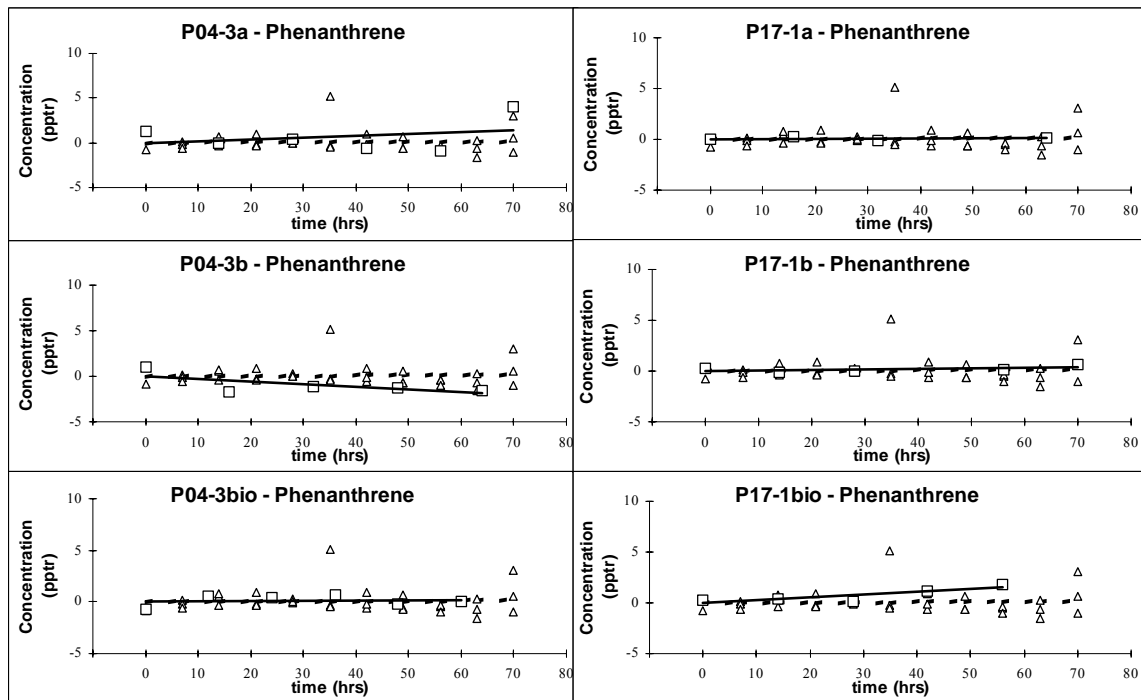 P04-3a - Phenanthrene
Concentration
(pptr)
10
5
0
-5
0 10 20 30 40 50 60 70 80
time (hrs)
P17-1a - Phenanthrene
Concentration
(pptr)
10
5
0
-5
0 10 20 30 40 50 60 70 80
time (hrs)
P04-3b - Phenanthrene
Concentration
(pptr)
10
5
0
-5
0 10 20 30 40 50 60 70 80
time (hrs)
P17-1b - Phenanthrene
Concentration
(pptr)
10
5
0
-5
0 10 20 30 40 50 60 70 80
time (hrs)
P04-3bio - Phenanthrene
Concentration
(pptr)
10
5
0
-5
0 10 20 30 40 50 60 70 80
time (hrs)
P17-1bio - Phenanthrene
Concentration
(pptr)
10
5
0
-5
0 10 20 30 40 50 60 70 80
time (hrs)